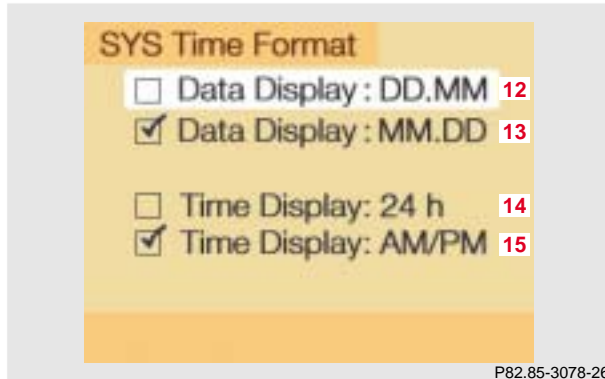 SYS Time Format
Data Display : DD.MM 12
Data Display : MM.DD 13
Time Display: 24 h 14
Time Display: AM/PM 15
P82.85-3078-26